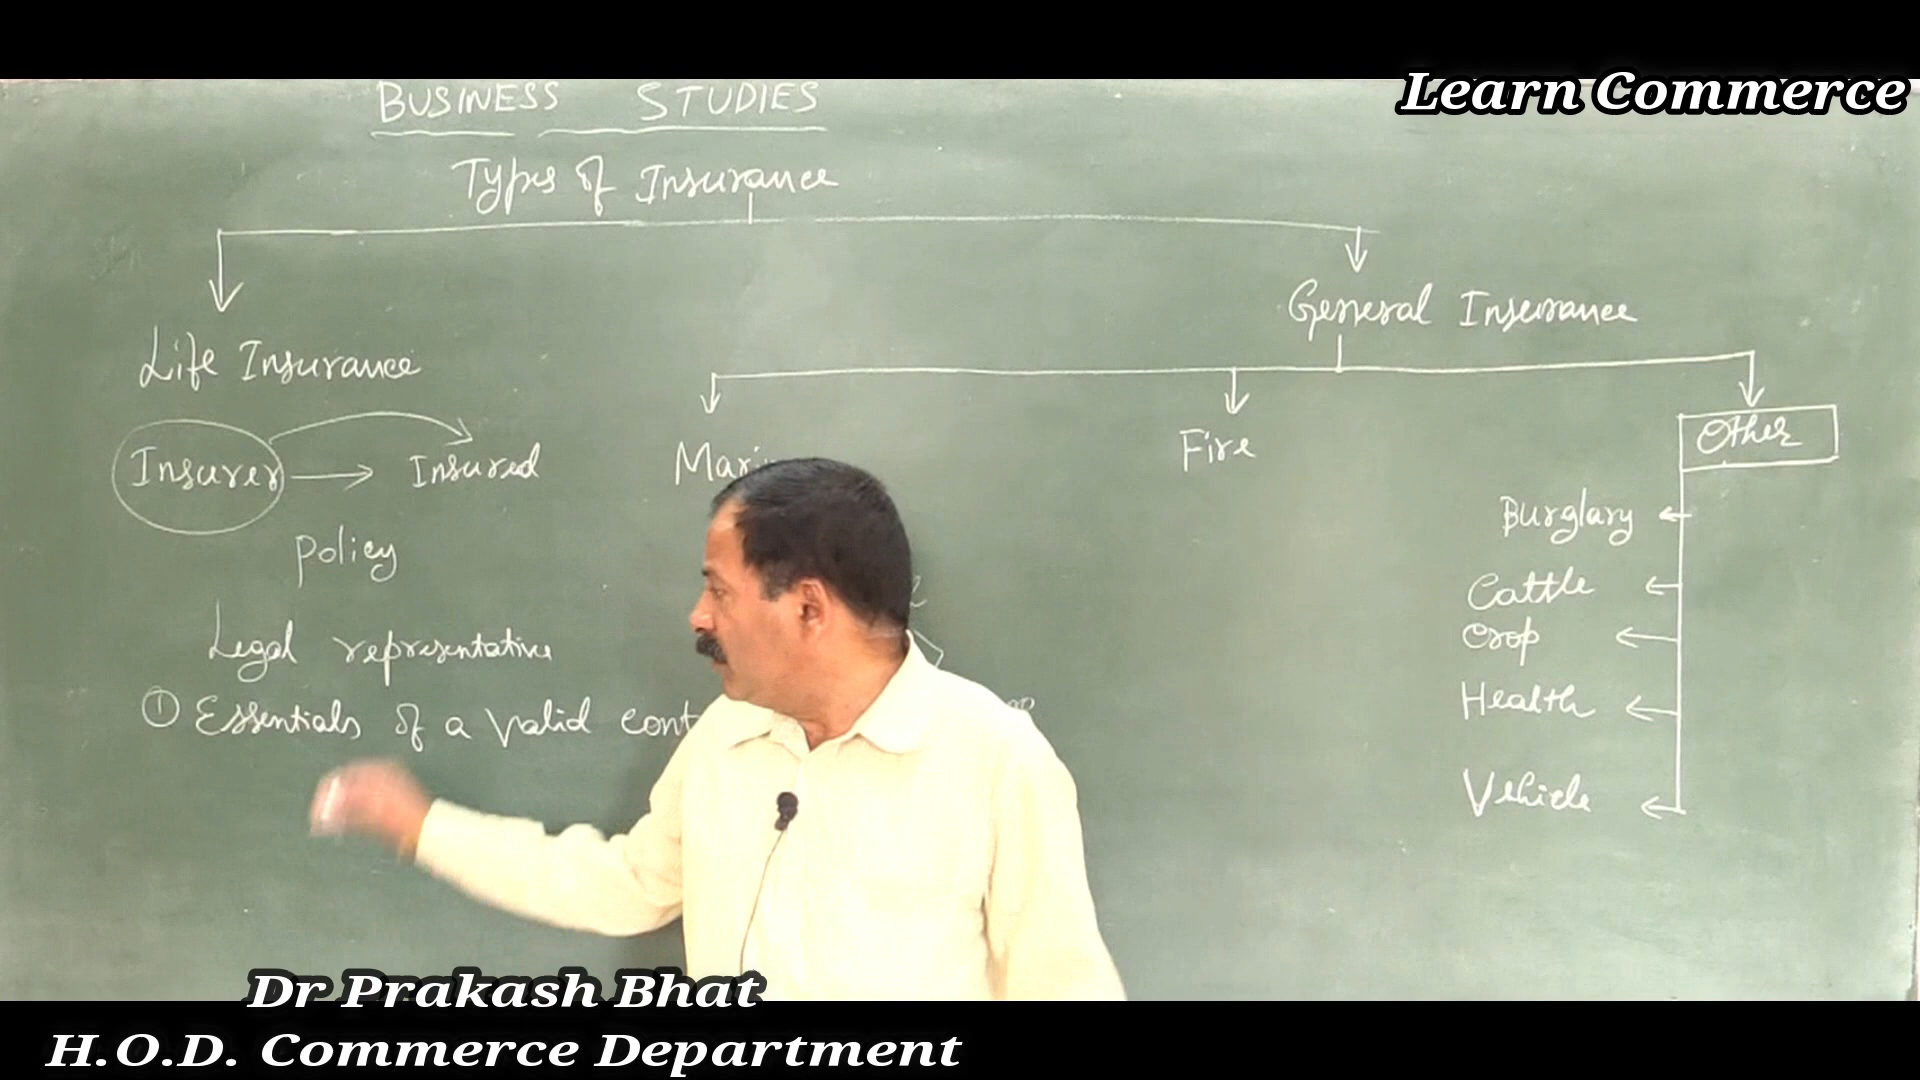 Learn Commerce
BUSINESS STUDIES
Types of Insurance
Life Insurance
General Insurance
Insurer → Insured
Fire
Other
Policy
Legal representative
① Essentials of a Valid
Burglary
Cattle
Crop
Health
Vehicle
Dr Prakash Bhat
H.O.D. Commerce Department